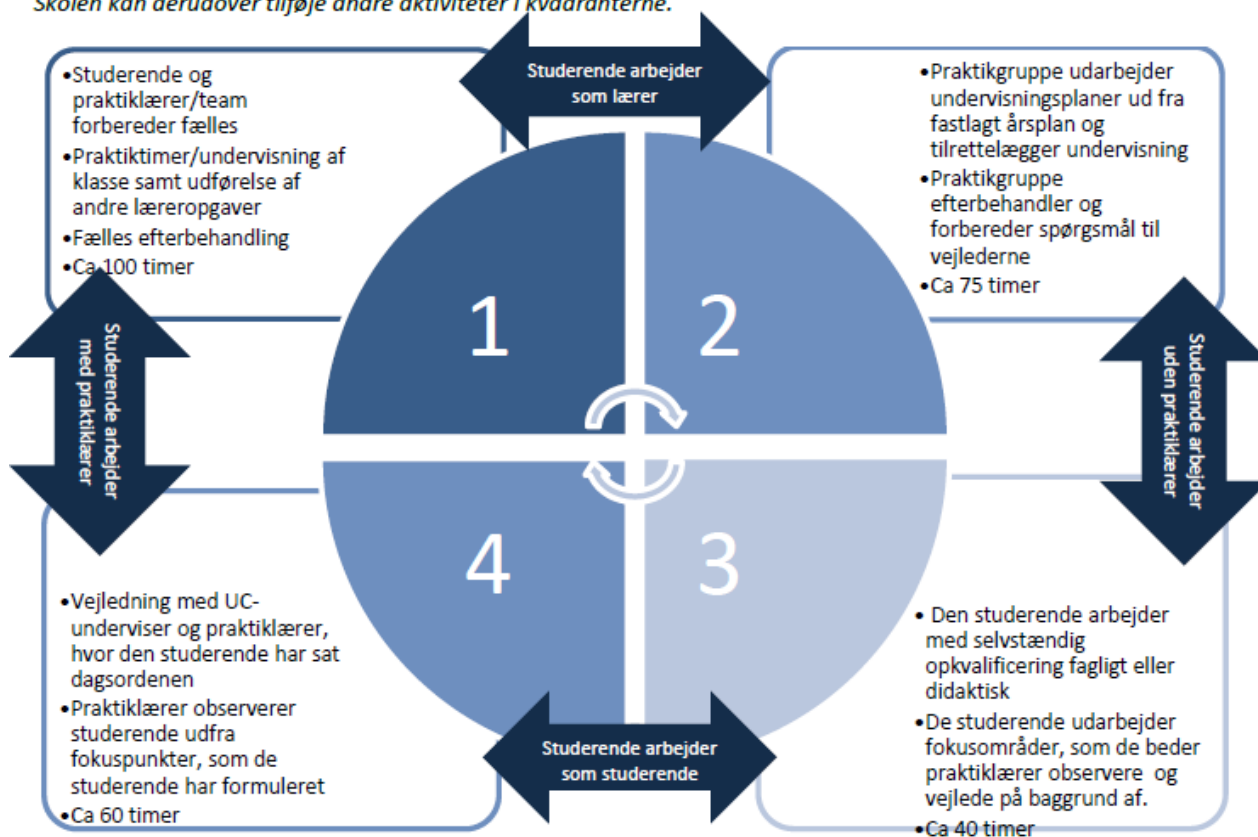 Skolen kan derudover tilføje andre aktiviteter i kvadranterne.
Studerende arbejder
som lærer
•Studerende og
praktiklærer/team
forbereder fælles
•Praktiktimer/undervisning af
klasse samt udførelse af
andre læreropgaver
•Fælles efterbehandling
•Ca 100 timer
•Praktikgruppe udarbejder
undervisningsplaner ud fra
fastlagt årsplan og
tilrettelægger undervisning
•Praktikgruppe
efterbehandler og
forbereder spørgsmål til
vejlederne
•Ca 75 timer
1
2
Studerende arbejder
med praktiklærer
Studerende arbejder
uden praktiklærer
4
3
•Vejledning med UC-
underviser og praktiklærer,
hvor den studerende har sat
dagsordenen
•Praktiklærer observerer
studerende udfra
fokuspunkter, som de
studerende har formuleret
•Ca 60 timer
• Den studerende arbejder
med selvstændig
opkvalificering fagligt eller
didaktisk
•De studerende udarbejder
fokusområder, som de beder
praktiklærer observere og
vejlede på baggrund af.
•Ca 40 timer
Studerende arbejder
som studerende